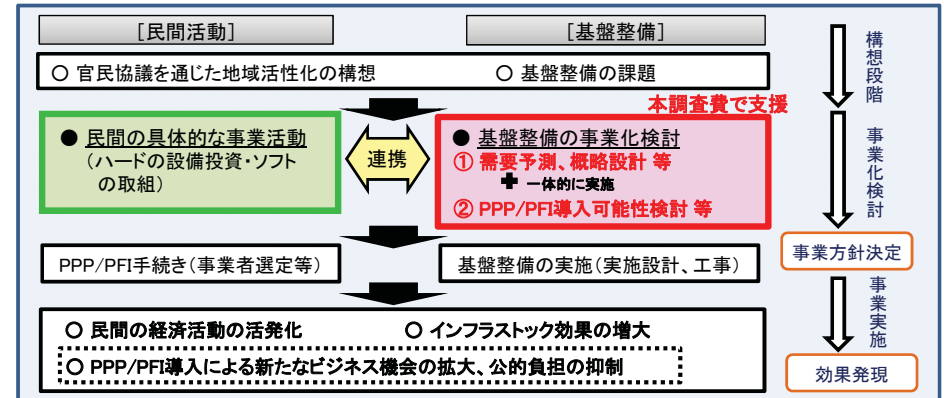 ［民間活動］
［基盤整備］
○ 官民協議を通じた地域活性化の構想
○ 基盤整備の課題
本調査費で支援
● 民間の具体的な事業活動
（ハードの設備投資・ソフト
の取組）
連携
● 基盤整備の事業化検討
① 需要予測、概略設計 等
✚ 一体的に実施
② PPP/PFI導入可能性検討 等
PPP/PFI手続き（事業者選定等）
基盤整備の実施（実施設計、工事）
○ 民間の経済活動の活発化
○ インフラストック効果の増大
○ PPP/PFI導入による新たなビジネス機会の拡大、公的負担の抑制
構想段階
事業化検討
事業方針決定
事業実施
効果発現